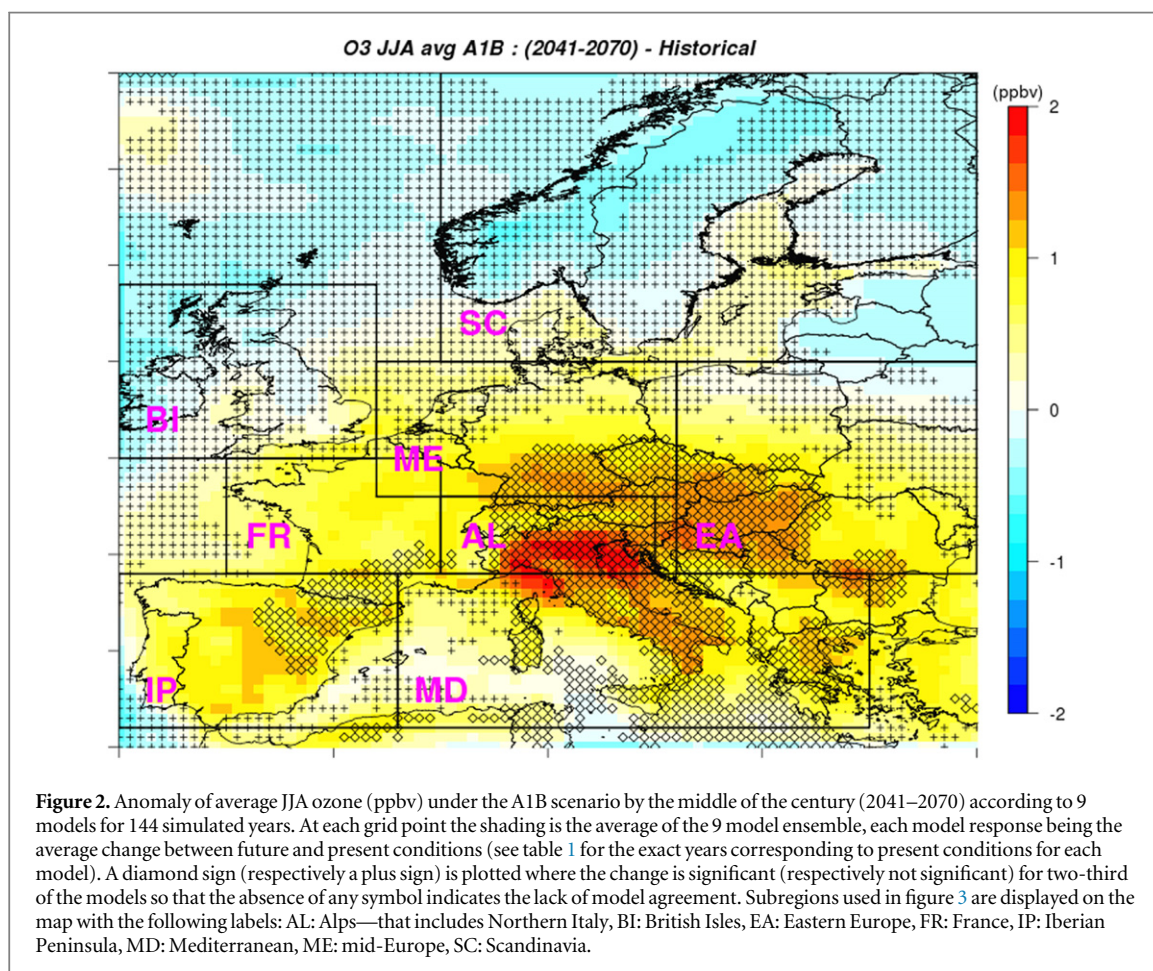 O3 JJA avg A1B : (2041-2070) - Historical
(ppbv)
2
1
0
-1
-2
SC
BI
ME
FR
AL
EA
IP
MD
Figure 2. Anomaly of average JJA ozone (ppbv) under the A1B scenario by the middle of the century (2041–2070) according to 9
models for 144 simulated years. At each grid point the shading is the average of the 9 model ensemble, each model response being the
average change between future and present conditions (see table 1 for the exact years corresponding to present conditions for each
model). A diamond sign (respectively a plus sign) is plotted where the change is significant (respectively not significant) for two-third
of the models so that the absence of any symbol indicates the lack of model agreement. Subregions used in figure 3 are displayed on the
map with the following labels: AL: Alps—that includes Northern Italy, BI: British Isles, EA: Eastern Europe, FR: France, IP: Iberian
Peninsula, MD: Mediterranean, ME: mid-Europe, SC: Scandinavia.